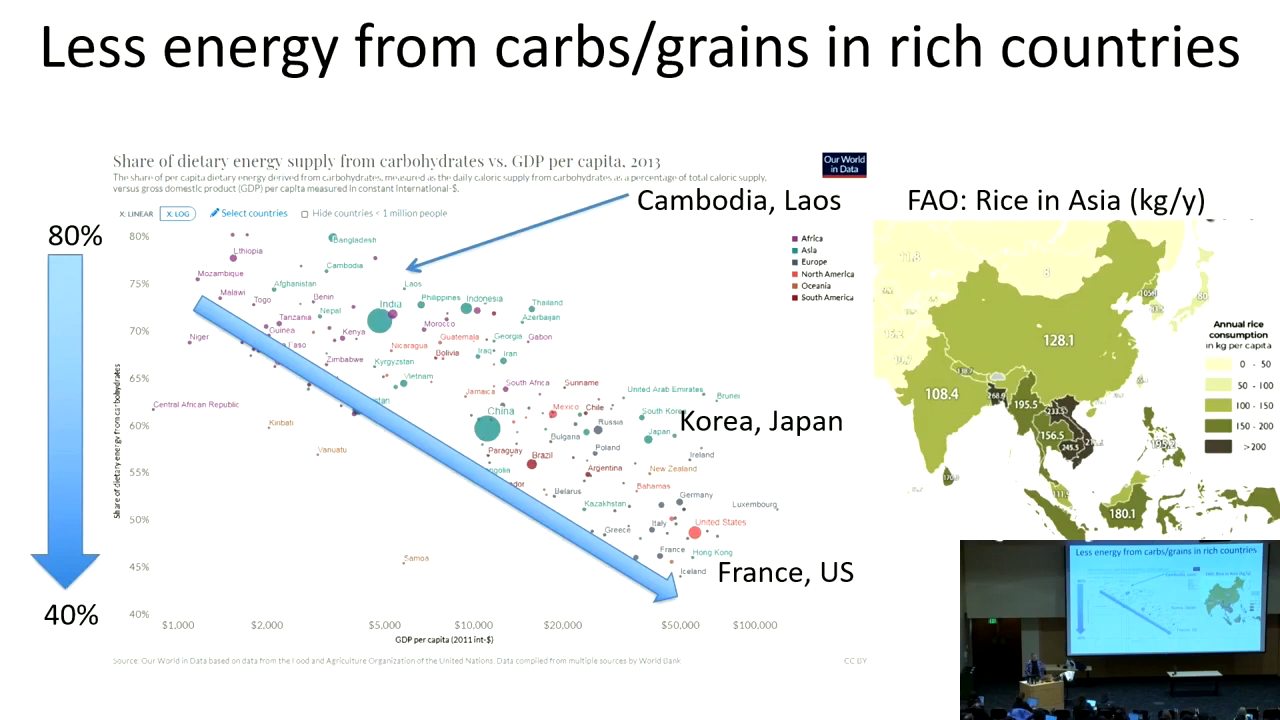 Less energy from carbs/grains in rich countries
Share of dietary energy supply from carbohydrates vs. GDP per capita, 2013
The share of per capita dietary energy derived from carbohydrates, measured as the daily caloric supply from carbohydrates as a percentage of total caloric supply,
versus gross domestic product (GDP) per capita measured in constant international-$.
Our World
in Data
X: LINEAR
X: LOG
Select countries
Hide countries < 1 million people
Cambodia, Laos
FAO: Rice in Asia (kg/y)
80%
40%
80%
75%
70%
65%
60%
55%
50%
45%
40%
Share of dietary energy from carbohydrates
Africa
Asia
Europe
North America
Oceania
South America
Bangladesh
Ethiopia
Cambodia
Mozambique
Afghanistan
Laos
Malawi
Togo
Benin
India
Philippines
Indonesia
Thailand
Nepal
Tanzania
Azerbaijan
Morocco
Guinea
Kenya
Niger
Guatemala
Georgia
Gabon
Nicaragua
Bolivia
Iraq
Iran
Zimbabwe
Kyrgyzstan
Vietnam
South Africa
Suriname
Jamaica
United Arab Emirates
Brunei
Central African Republic
China
Mexico
Chile
South Korea
Kiribati
Russia
Japan
Korea, Japan
Bulgaria
Vanuatu
Paraguay
Brazil
Poland
Ireland
Argentina
New Zealand
Bahamas
Belarus
Germany
Kazakhstan
Luxembourg
Greece
Italy
United States
Samoa
France
Hong Kong
Iceland
France, US
$1,000
$2,000
$5,000
$10,000
$20,000
$50,000
$100,000
GDP per capita (2011 int-$)
Source: Our World in Data based on data from the Food and Agriculture Organization of the United Nations. Data compiled from multiple sources by World Bank
CC BY
11.8
8
128.1
108.4
195.5
156.5
245.5
180.1
Annual rice
consumption
in kg per capita
0 - 50
50 - 100
100 - 150
150 - 200
>200
Less energy from carbs/grains in rich countries